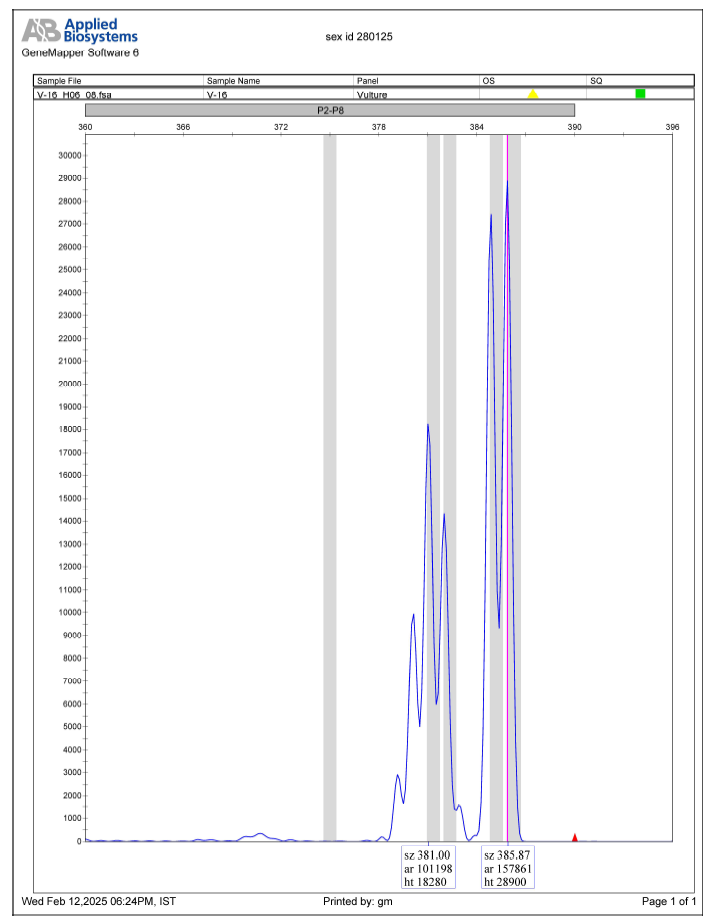 AB Applied
Biosystems
sex id 280125
GeneMapper Software 6
Sample File Sample Name Panel OS SQ
V-16_H06_08.fsa V-16 Vulture
P2-P8
360 366 372 378 384 390 396
30000
29000
28000
27000
26000
25000
24000
23000
22000
21000
20000
19000
18000
17000
16000
15000
14000
13000
12000
11000
10000
9000
8000
7000
6000
5000
4000
3000
2000
1000
0
sz 381.00 sz 385.87
ar 101198 ar 157861
ht 18280 ht 28900
Wed Feb 12,2025 06:24PM, IST Printed by: gm Page 1 of 1